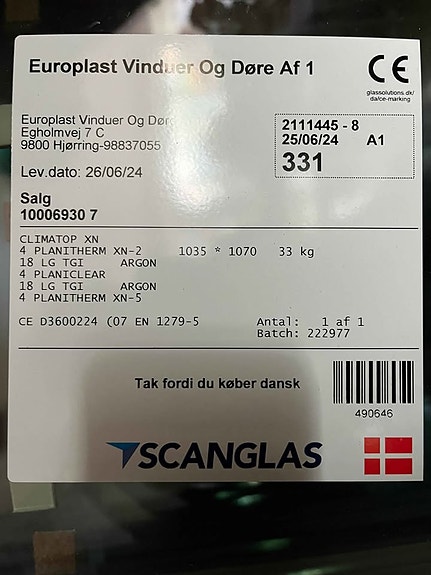 Europlast Vinduer Og Døre Af 1
CE
glassolutions.dk/
da/ce-marking
Europlast Vinduer Og Dør
Egholmvej 7 C
9800 Hjørring-98837055
Lev.dato: 26/06/24
2111445 - 8
25/06/24 A1
331
Salg
10006930 7
CLIMATOP XN
4 PLANITHERM XN-2 1035 * 1070 33 kg
18 LG TGI ARGON
4 PLANICLEAR
18 LG TGI ARGON
4 PLANITHERM XN-5
CE D3600224 (07 EN 1279-5 Antal: 1 af 1
Batch: 222977
Tak fordi du køber dansk
490646
SCANGLAS